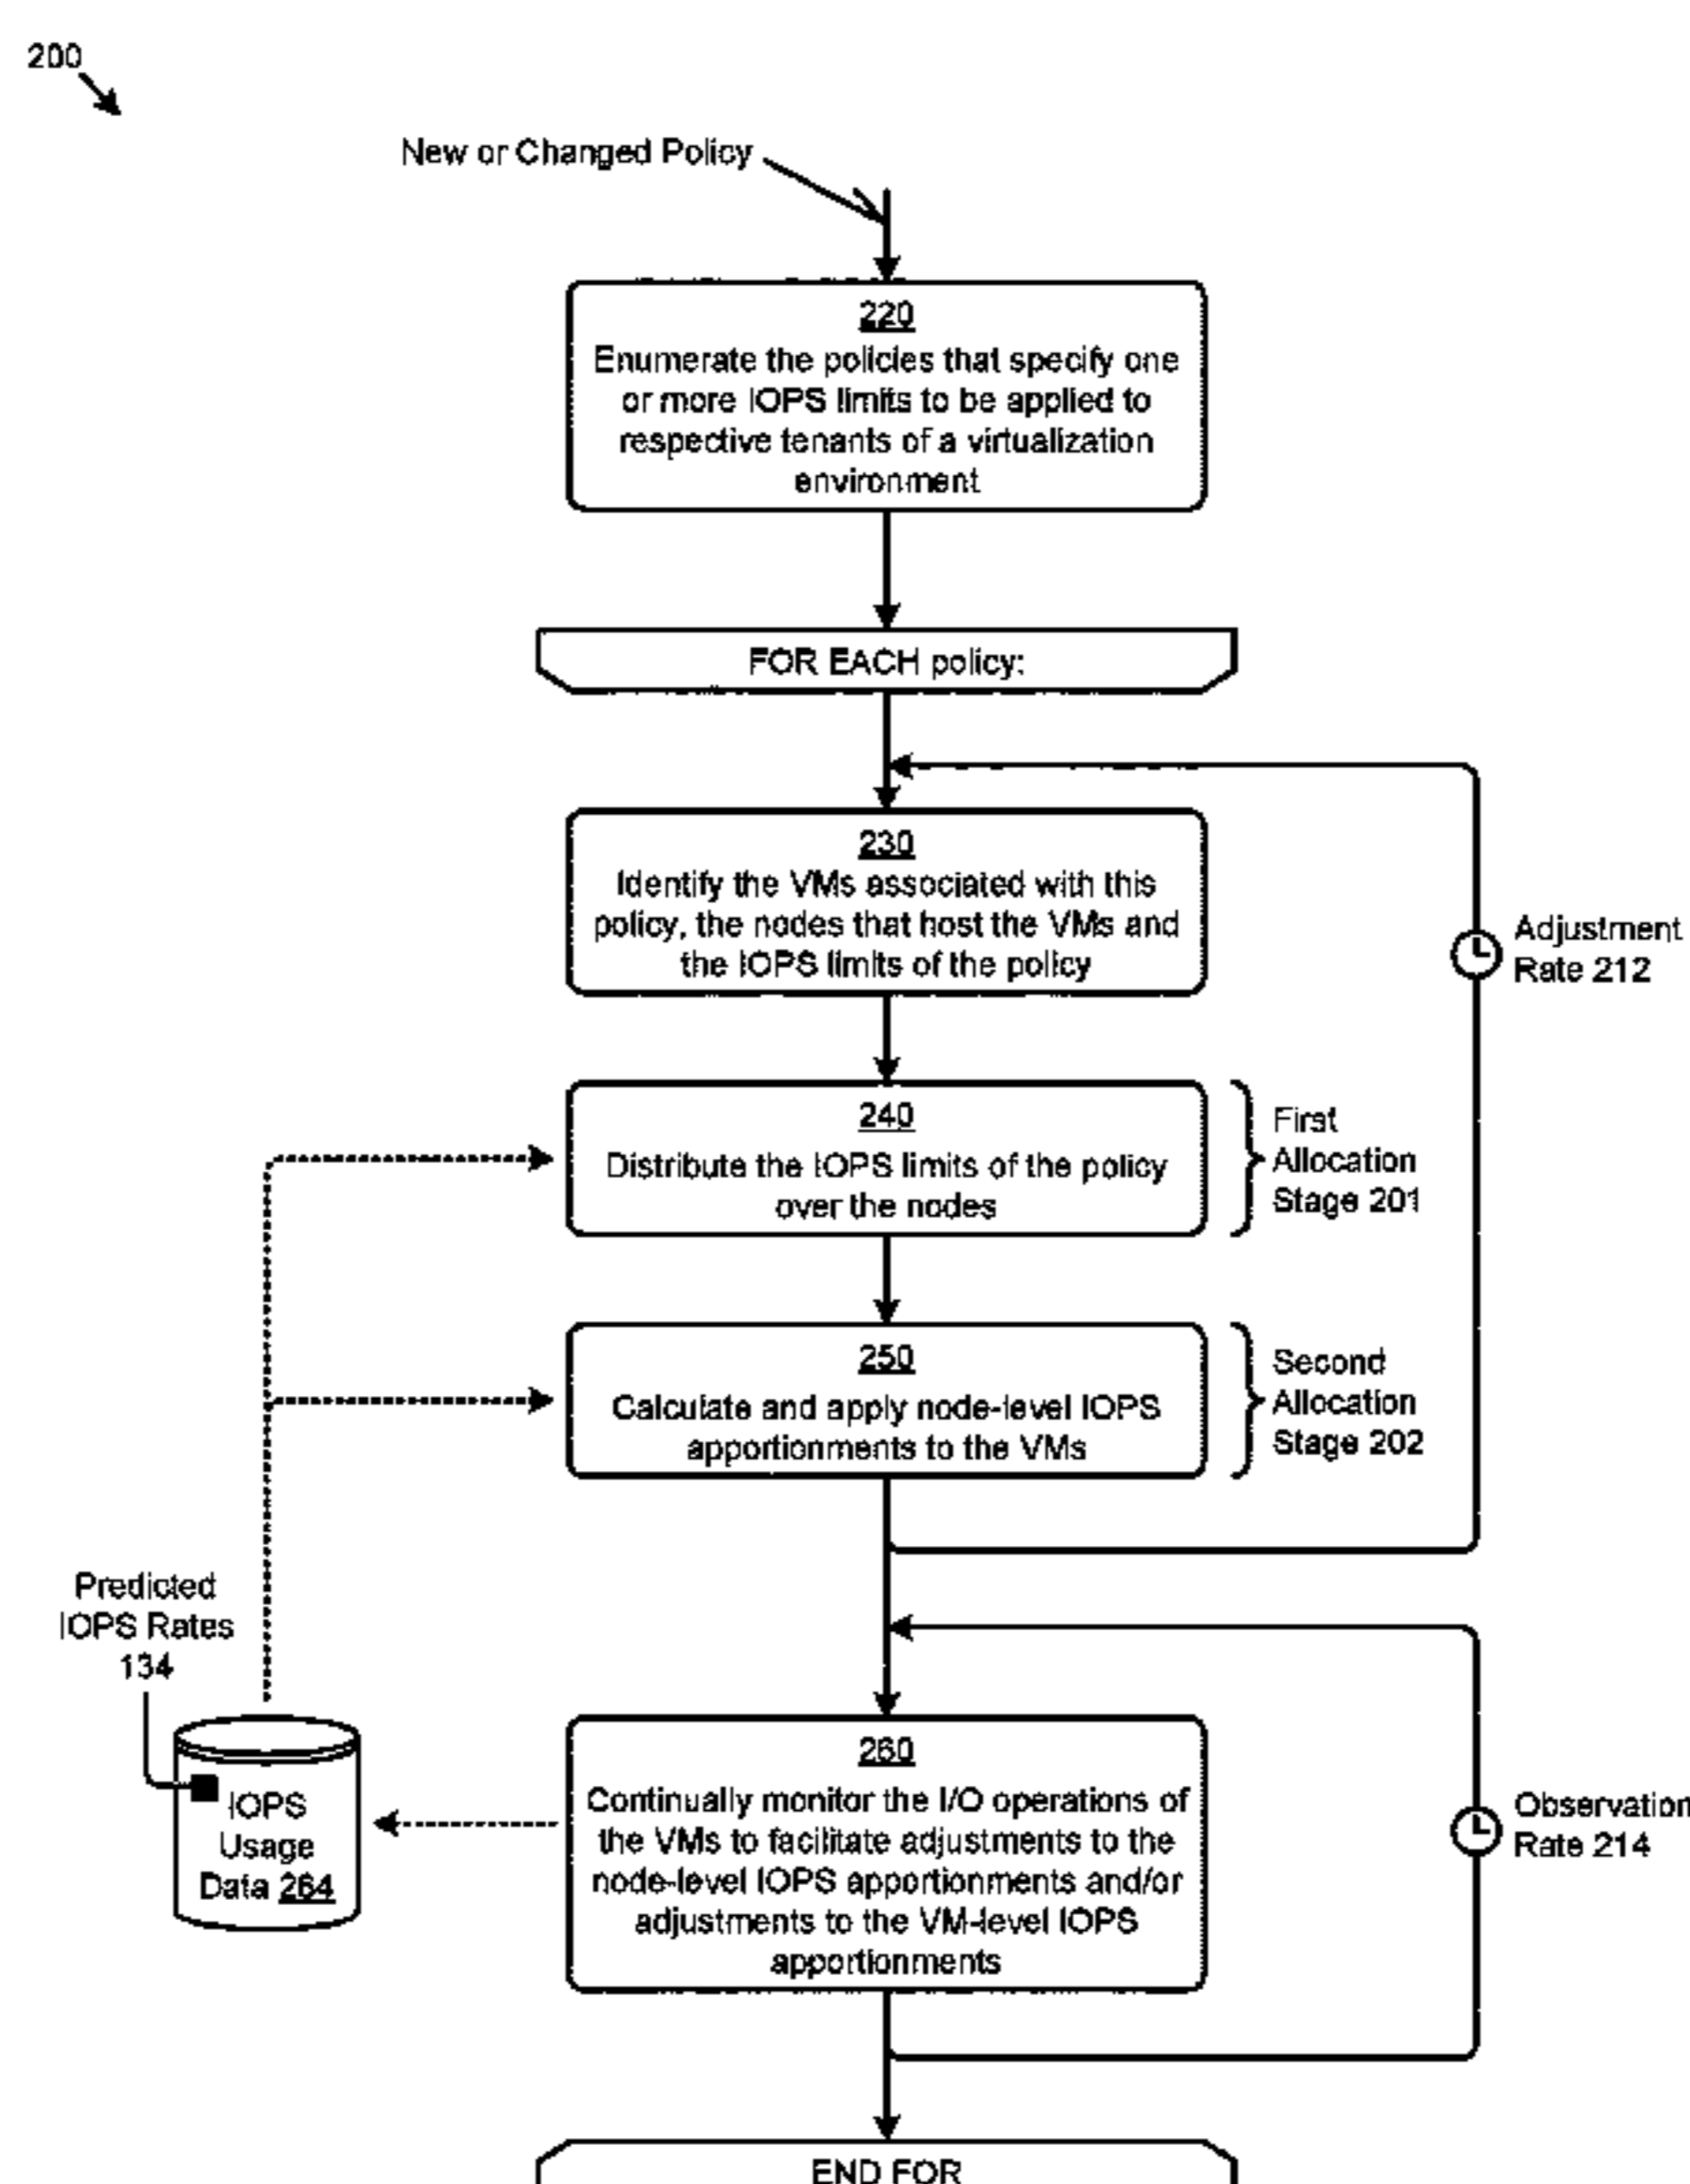 200
New or Changed Policy
220
Enumerate the policies that specify one
or more IOPS limits to be applied to
respective tenants of a virtualization
environment
FOR EACH policy:
230
Identify the VMs associated with this
policy, the nodes that host the VMs and
the IOPS limits of the policy
Adjustment
Rate 212
240
Distribute the IOPS limits of the policy
over the nodes
First
Allocation
Stage 201
250
Calculate and apply node-level IOPS
apportionments to the VMs
Second
Allocation
Stage 202
Predicted
IOPS Rates
134
IOPS
Usage
Data 264
260
Continually monitor the I/O operations of
the VMs to facilitate adjustments to the
node-level IOPS apportionments and/or
adjustments to the VM-level IOPS
apportionments
Observation
Rate 214
END FOR